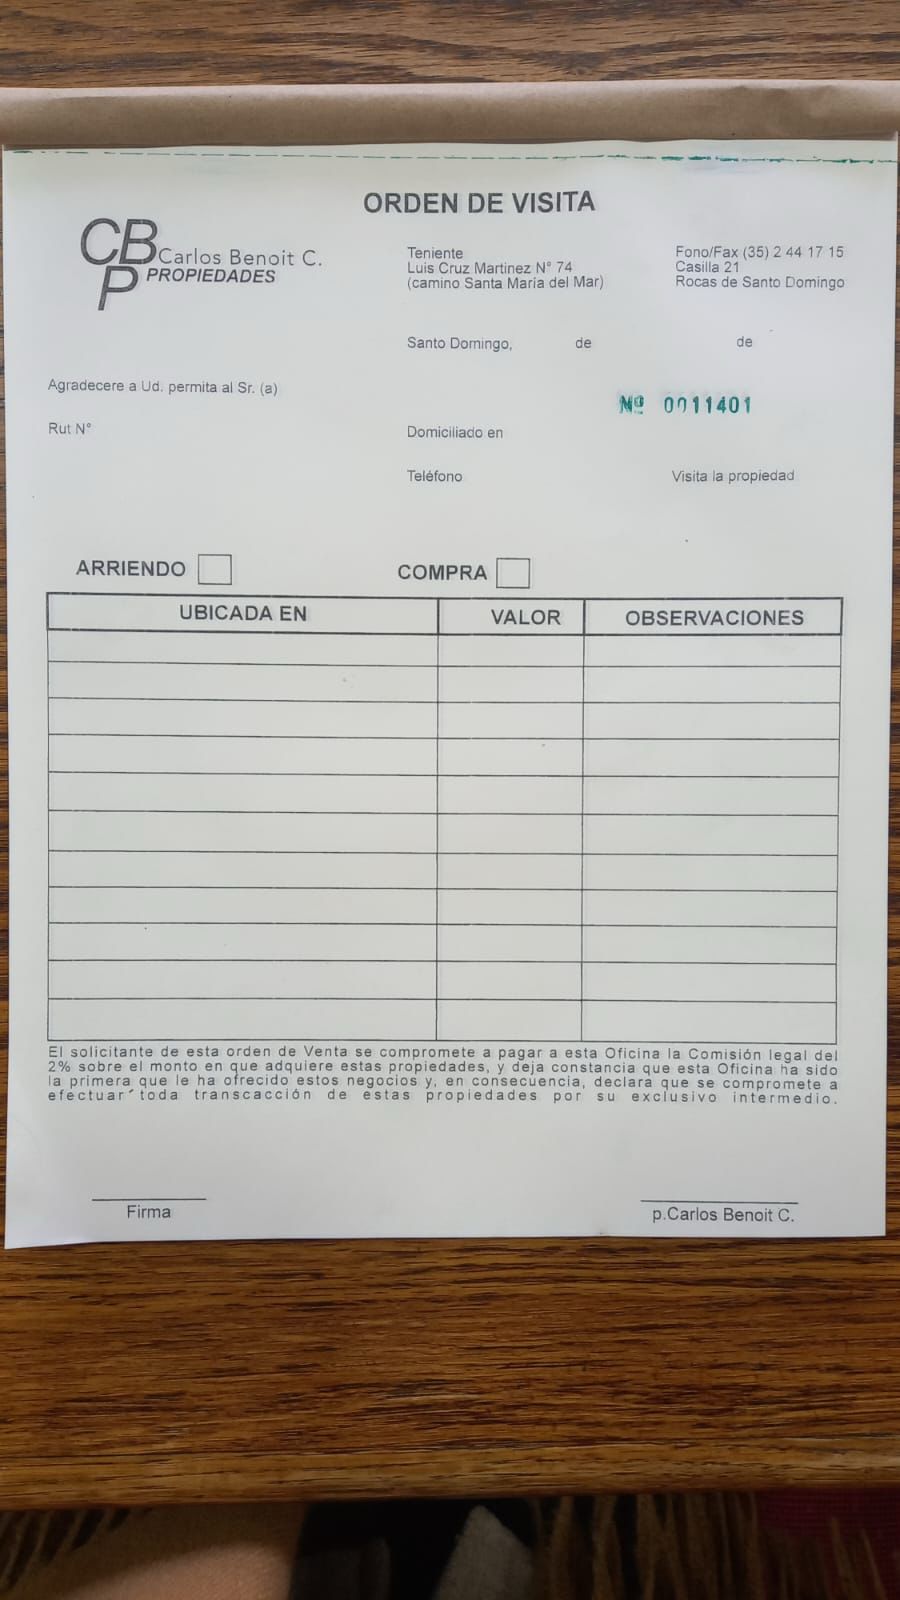 ORDEN DE VISITA
CBP
Carlos Benoit C.
PROPIEDADES
Teniente
Luis Cruz Martinez N° 74
(camino Santa María del Mar)
Fono/Fax (35) 2 44 17 15
Casilla 21
Rocas de Santo Domingo
Santo Domingo, de de
Agradecere a Ud. permita al Sr. (a)
Nº 0011401
Rut N°
Domiciliado en
Teléfono Visita la propiedad
ARRIENDO COMPRA
UBICADA EN VALOR OBSERVACIONES
El solicitante de esta orden de Venta se compromete a pagar a esta Oficina la Comisión legal del
2% sobre el monto en que adquiere estas propiedades, y deja constancia que esta Oficina ha sido
la primera que le ha ofrecido estos negocios y, en consecuencia, declara que se compromete a
efectuar toda transcacción de estas propiedades por su exclusivo intermedio.
Firma p.Carlos Benoit C.